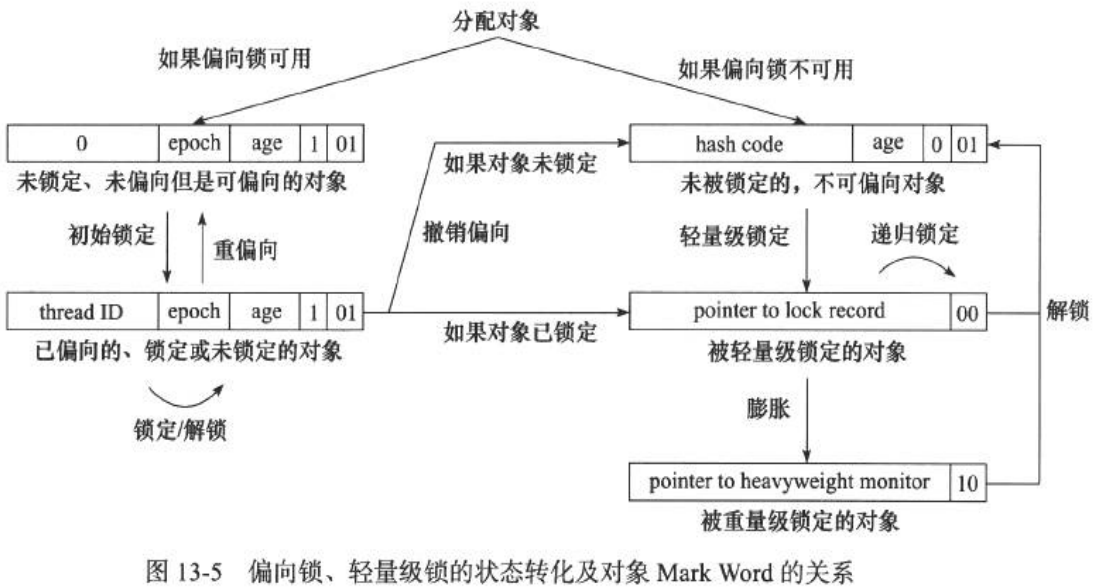 分配对象
如果偏向锁可用
如果偏向锁不可用
0 epoch age 1 01
hash code age 0 01
未锁定、未偏向但是可偏向的对象
如果对象未锁定
未被锁定的，不可偏向对象
初始锁定
重偏向
撤销偏向
轻量级锁定
递归锁定
thread ID epoch age 1 01
pointer to lock record 00
解锁
已偏向的、锁定或未锁定的对象
如果对象已锁定
被轻量级锁定的对象
锁定/解锁
膨胀
pointer to heavyweight monitor 10
被重量级锁定的对象
图 13-5 偏向锁、轻量级锁的状态转化及对象 Mark Word 的关系